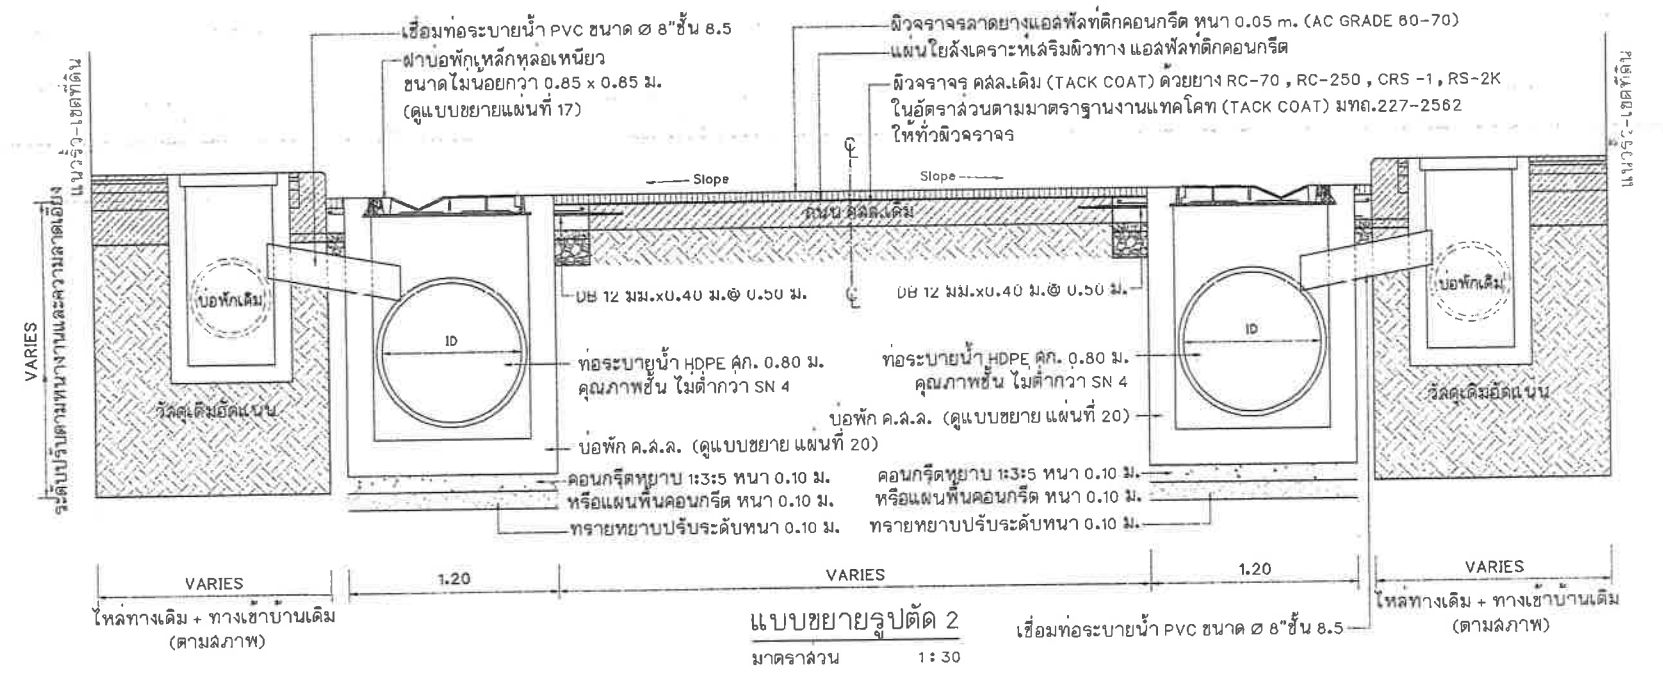 เชื่อมท่อระบายน้ำ PVC ขนาด Ø 8"ชั้น 8.5
ฝาบ่อพักเหล็กหล่อเหนียว
ขนาดไม่น้อยกว่า 0.85 x 0.85 ม.
(ดูแบบขยายแผ่นที่ 17)
ผิวจราจรลาดยางแอสฟัลท์ติกคอนกรีต หนา 0.05 m. (AC GRADE 60-70)
แผ่นใยสังเคราะห์เสริมผิวทาง แอสฟัลท์ติกคอนกรีต
ผิวจราจร คสล.เดิม (TACK COAT) ด้วยยาง RC-70 , RC-250 , CRS -1 , RS-2K
ในอัตราส่วนตามมาตราฐานงานแทคโคท (TACK COAT) มทถ.227-2562
ให้ทั่วผิวจราจร
แนวรั้ว-เขตที่ดิน
แนวรั้ว-เขตที่ดิน
Slope
Slope
ถนน คสล.เดิม
DB 12 มม.x0.40 ม.@ 0.50 ม.
DB 12 มม.x0.40 ม.@ 0.50 ม.
บ่อพักเดิม
บ่อพักเดิม
ID
ID
VARIES
ระดับปรับตามหน้างานและความลาดเอียง
ท่อระบายน้ำ HDPE ศก. 0.80 ม.
คุณภาพชั้น ไม่ต่ำกว่า SN 4
ท่อระบายน้ำ HDPE ศก. 0.80 ม.
คุณภาพชั้น ไม่ต่ำกว่า SN 4
วัสดุเดิมอัดแน่น
วัสดุเดิมอัดแน่น
บ่อพัก ค.ส.ล. (ดูแบบขยาย แผ่นที่ 20)
บ่อพัก ค.ส.ล. (ดูแบบขยาย แผ่นที่ 20)
คอนกรีตหยาบ 1:3:5 หนา 0.10 ม.
หรือแผ่นพื้นคอนกรีต หนา 0.10 ม.
ทรายหยาบปรับระดับหนา 0.10 ม.
คอนกรีตหยาบ 1:3:5 หนา 0.10 ม.
หรือแผ่นพื้นคอนกรีต หนา 0.10 ม.
ทรายหยาบปรับระดับหนา 0.10 ม.
VARIES
1.20
VARIES
1.20
VARIES
ไหล่ทางเดิม + ทางเข้าบ้านเดิม
(ตามสภาพ)
ไหล่ทางเดิม + ทางเข้าบ้านเดิม
(ตามสภาพ)
แบบขยายรูปตัด 2
มาตราส่วน 1 : 30
เชื่อมท่อระบายน้ำ PVC ขนาด Ø 8"ชั้น 8.5